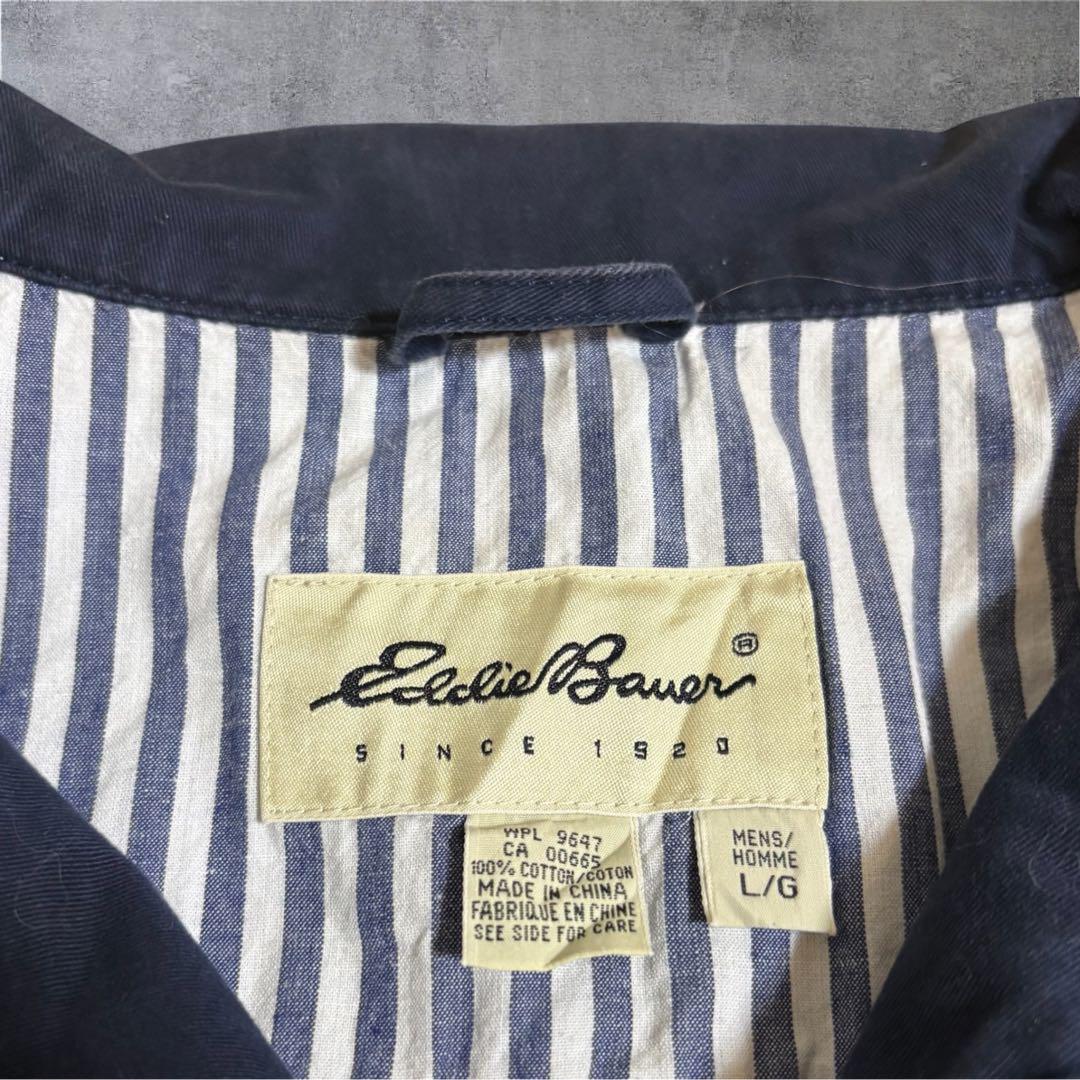 Eddie Bauer®
SINCE 1920
WPL 9647
CA 00665
100% COTTON/COTON
MADE IN CHINA
FABRIQUE EN CHINE
SEE SIDE FOR CARE
MENS/
HOMME
L/G